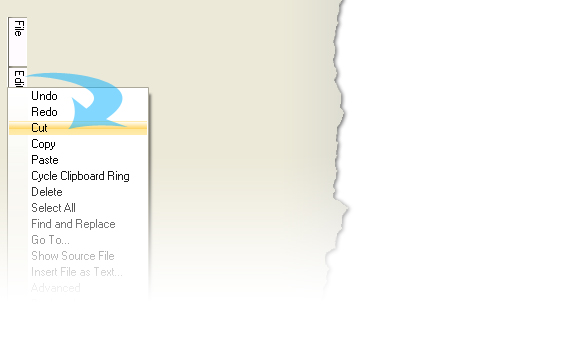 File
Edit
Undo
Redo
Cut
Copy
Paste
Cycle Clipboard Ring
Delete
Select All
Find and Replace
Go To...
Show Source File
Insert File as Text...
Advanced